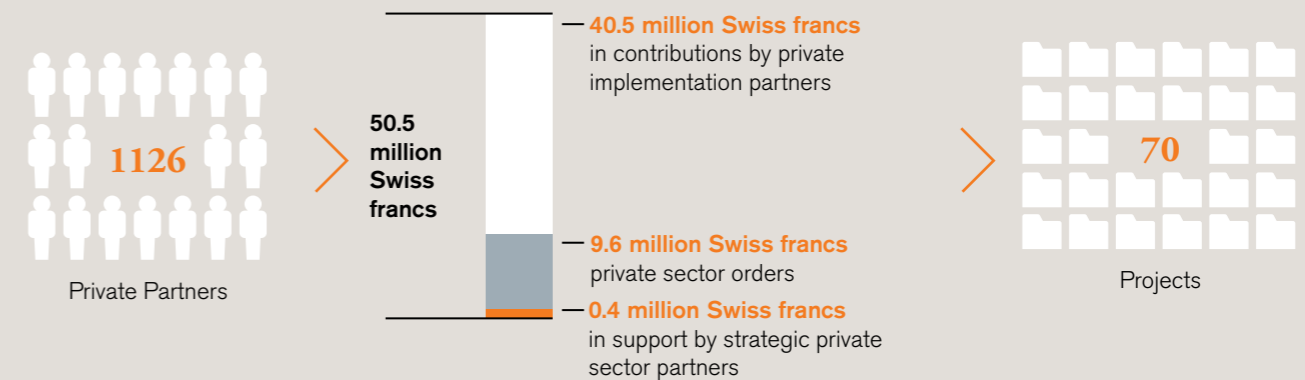 1126
Private Partners
50.5
million
Swiss
francs
40.5 million Swiss francs
in contributions by private
implementation partners
9.6 million Swiss francs
private sector orders
0.4 million Swiss francs
in support by strategic private
sector partners
70
Projects